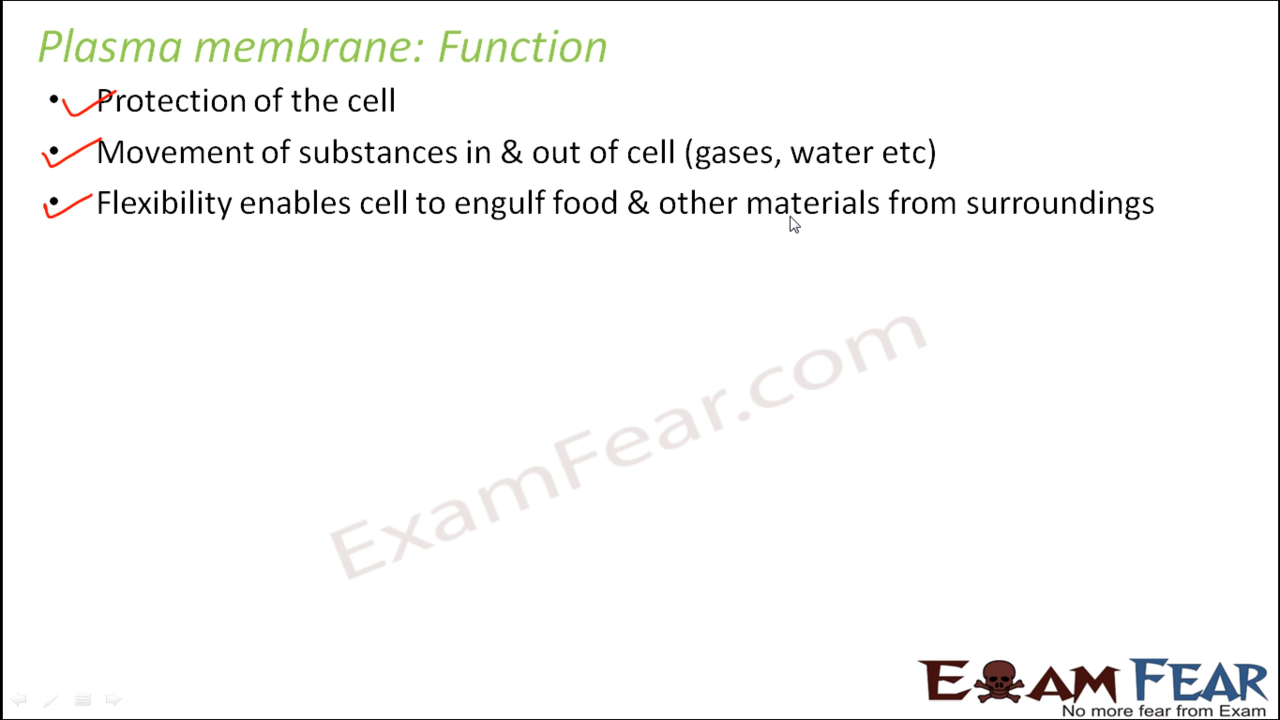 Plasma membrane: Function
• Protection of the cell
• Movement of substances in & out of cell (gases, water etc)
• Flexibility enables cell to engulf food & other materials from surroundings
ExamFear.com
EXAM FEAR
No more fear from Exam